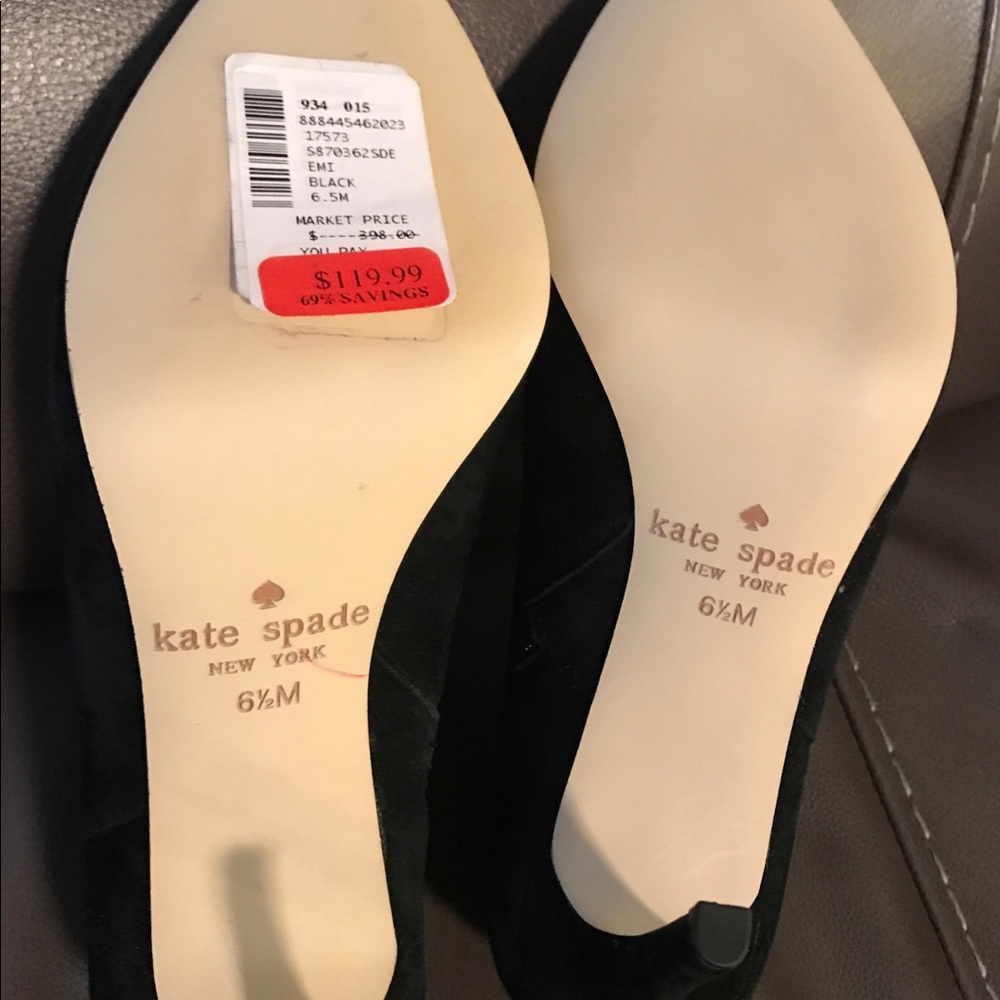 934 015
888445462023
17573
S870362SDE
EMI
BLACK
6.5M
MARKET PRICE
$----398.00
YOU PAY
$119.99
69% SAVINGS
kate spade
NEW YORK
6½M
kate spade
NEW YORK
6½M